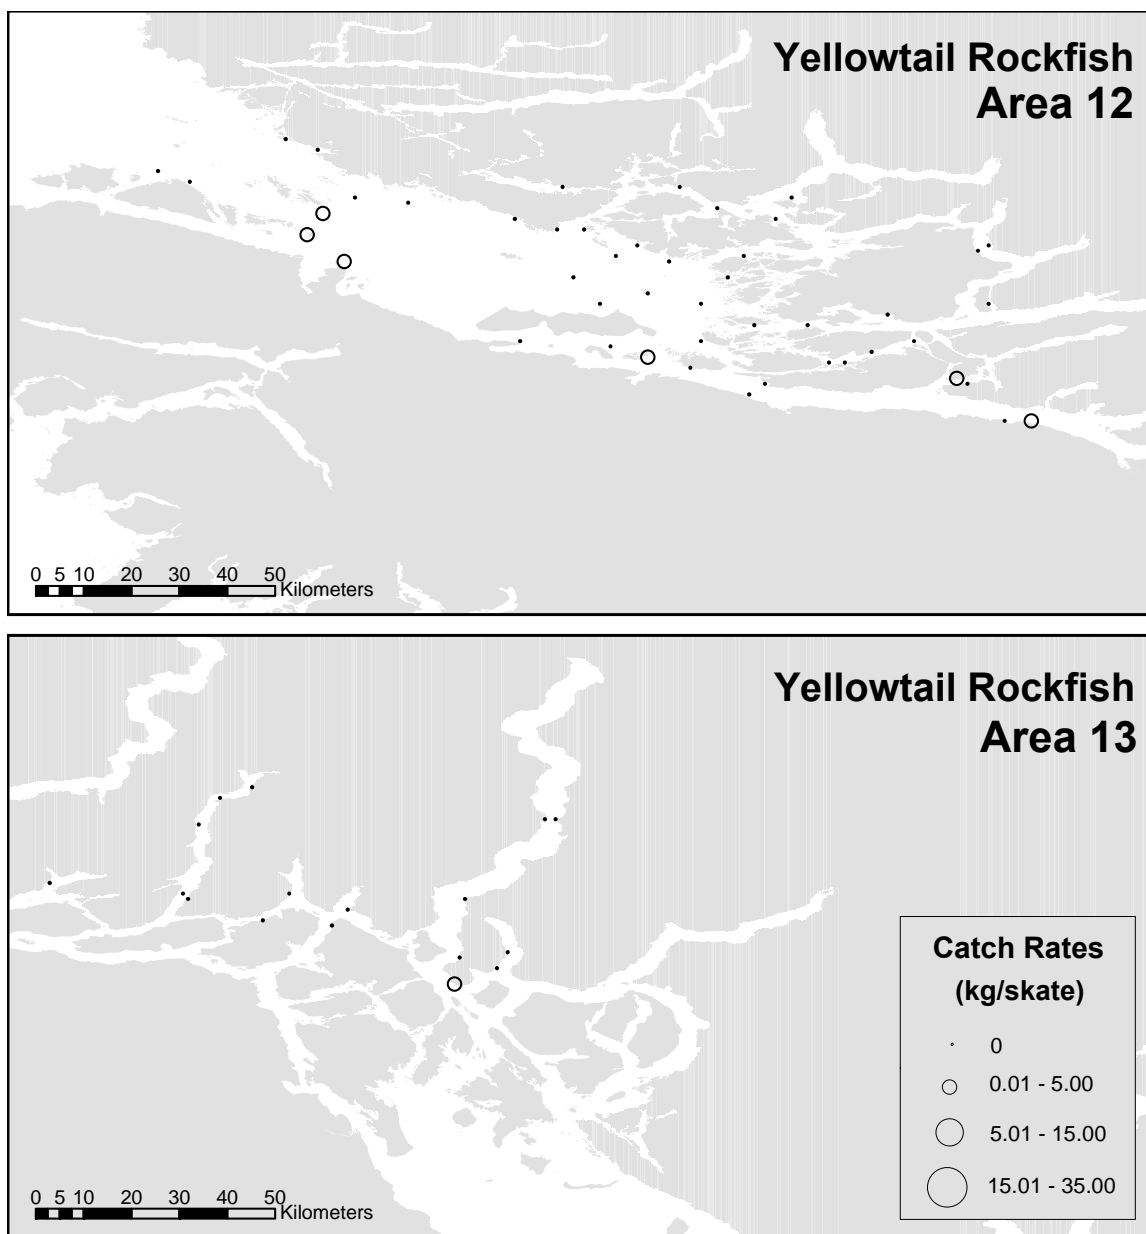 Yellowtail Rockfish
Area 12
0 5 10 20 30 40 50
Kilometers
Yellowtail Rockfish
Area 13
Catch Rates
(kg/skate)
0
0.01 - 5.00
5.01 - 15.00
15.01 - 35.00
0 5 10 20 30 40 50
Kilometers